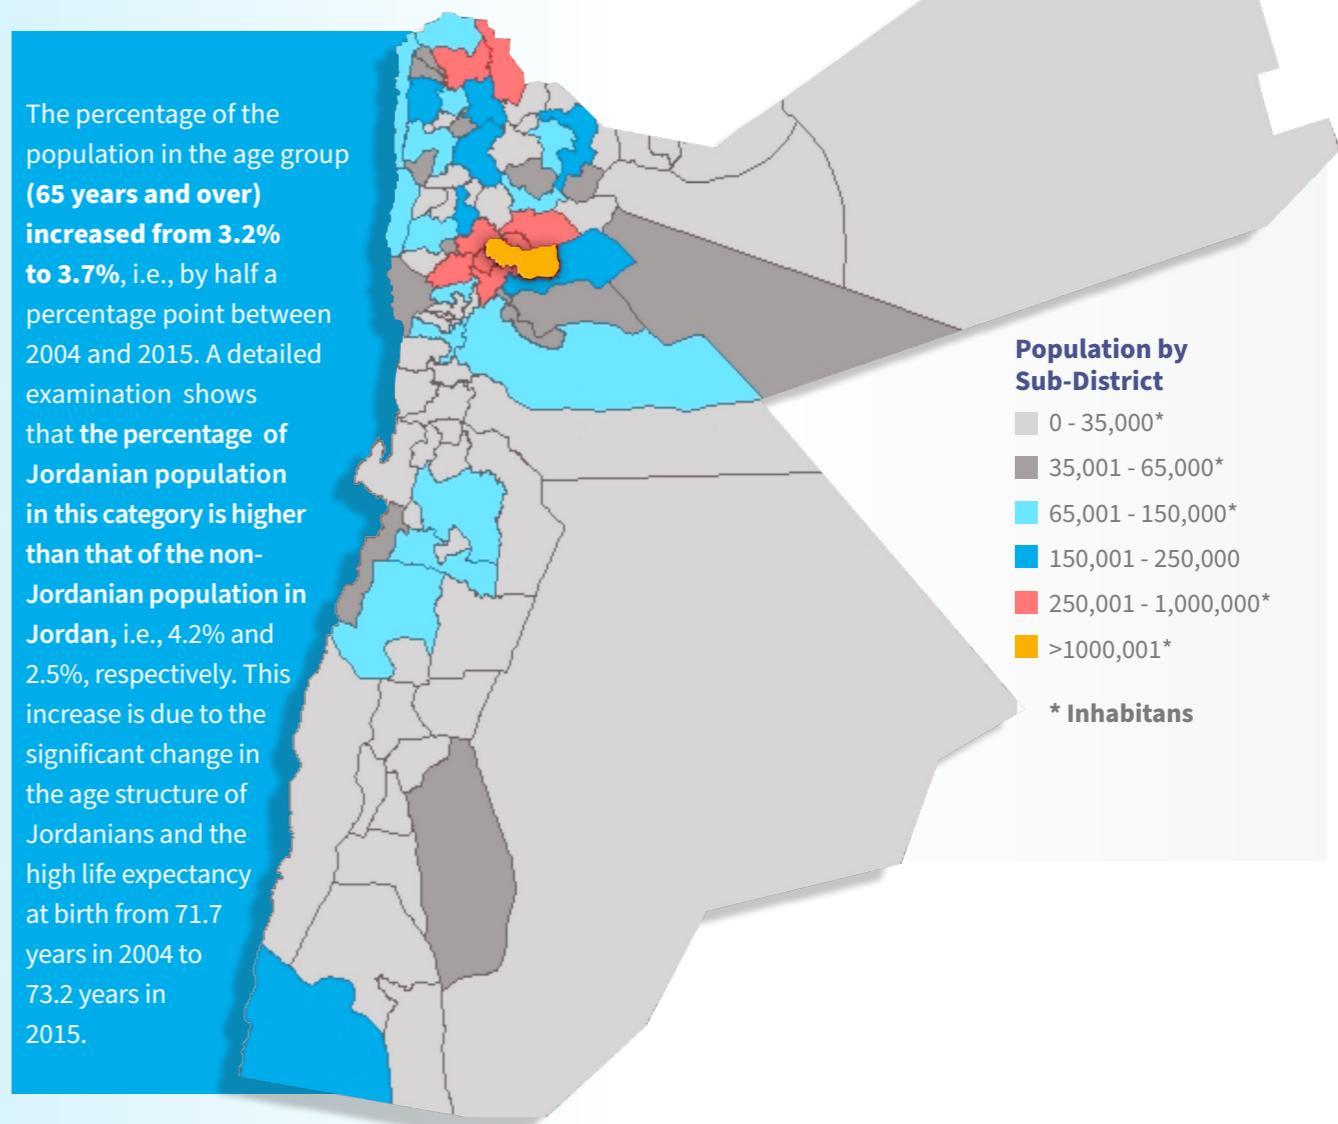 The percentage of the
population in the age group
(65 years and over)
increased from 3.2%
to 3.7%, i.e., by half a
percentage point between
2004 and 2015. A detailed
examination  shows
that the percentage  of
Jordanian population
in this category is higher
than that of the non-
Jordanian population in
Jordan, i.e., 4.2% and
2.5%, respectively. This
increase is due to the
significant change in
the age structure of
Jordanians and the
high life expectancy
at birth from 71.7
years in 2004 to
73.2 years in
2015.
Population by
Sub-District
0 - 35,000*
35,001 - 65,000*
65,001 - 150,000*
150,001 - 250,000
250,001 - 1,000,000*
>1000,001*
* Inhabitans